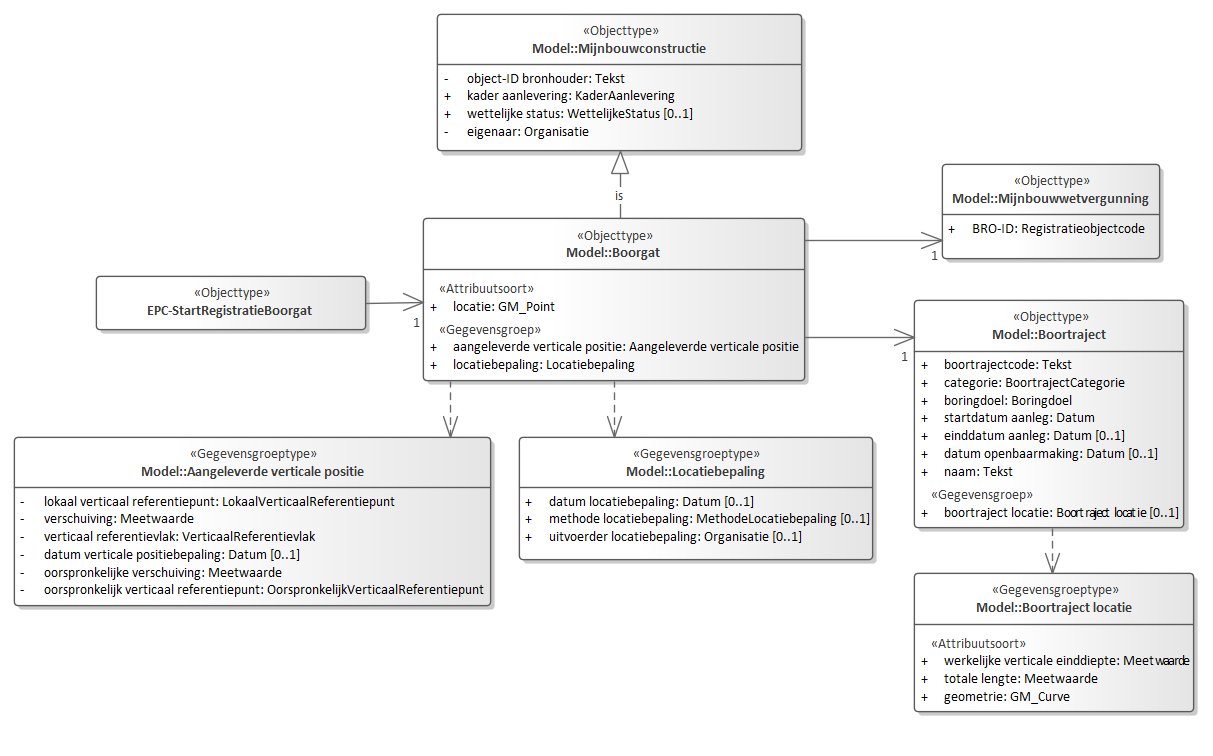 «Objecttype»
Model::Mijnbouwconstructie
- object-ID bronhouder: Tekst
+ kader aanlevering: KaderAanlevering
+ wettelijke status: WettelijkeStatus [0..1]
- eigenaar: Organisatie
is
«Objecttype»
Model::Mijnbouwwetvergunning
+ BRO-ID: Registratieobjectcode
1
«Objecttype»
Model::Boorgat
«Attribuutsoort»
+ locatie: GM_Point
«Gegevensgroep»
+ aangeleverde verticale positie: Aangeleverde verticale positie
+ locatiebepaling: Locatiebepaling
«Objecttype»
EPC-StartRegistratieBoorgat
1
«Objecttype»
Model::Boortraject
+ boortrajectcode: Tekst
+ categorie: BoortrajectCategorie
+ boringdoel: Boringdoel
+ startdatum aanleg: Datum
+ einddatum aanleg: Datum [0..1]
+ datum openbaarmaking: Datum [0..1]
+ naam: Tekst
«Gegevensgroep»
+ boortraject locatie: Boortraject locatie [0..1]
1
«Gegevensgroeptype»
Model::Aangeleverde verticale positie
- lokaal verticaal referentiepunt: LokaalVerticaalReferentiepunt
- verschuiving: Meetwaarde
- verticaal referentievlak: VerticaalReferentievlak
- datum verticale positiebepaling: Datum [0..1]
- oorspronkelijke verschuiving: Meetwaarde
- oorspronkelijk verticaal referentiepunt: OorspronkelijkVerticaalReferentiepunt
«Gegevensgroeptype»
Model::Locatiebepaling
+ datum locatiebepaling: Datum [0..1]
+ methode locatiebepaling: MethodeLocatiebepaling [0..1]
+ uitvoerder locatiebepaling: Organisatie [0..1]
«Gegevensgroeptype»
Model::Boortraject locatie
«Attribuutsoort»
+ werkelijke verticale einddiepte: Meetwaarde
+ totale lengte: Meetwaarde
+ geometrie: GM_Curve